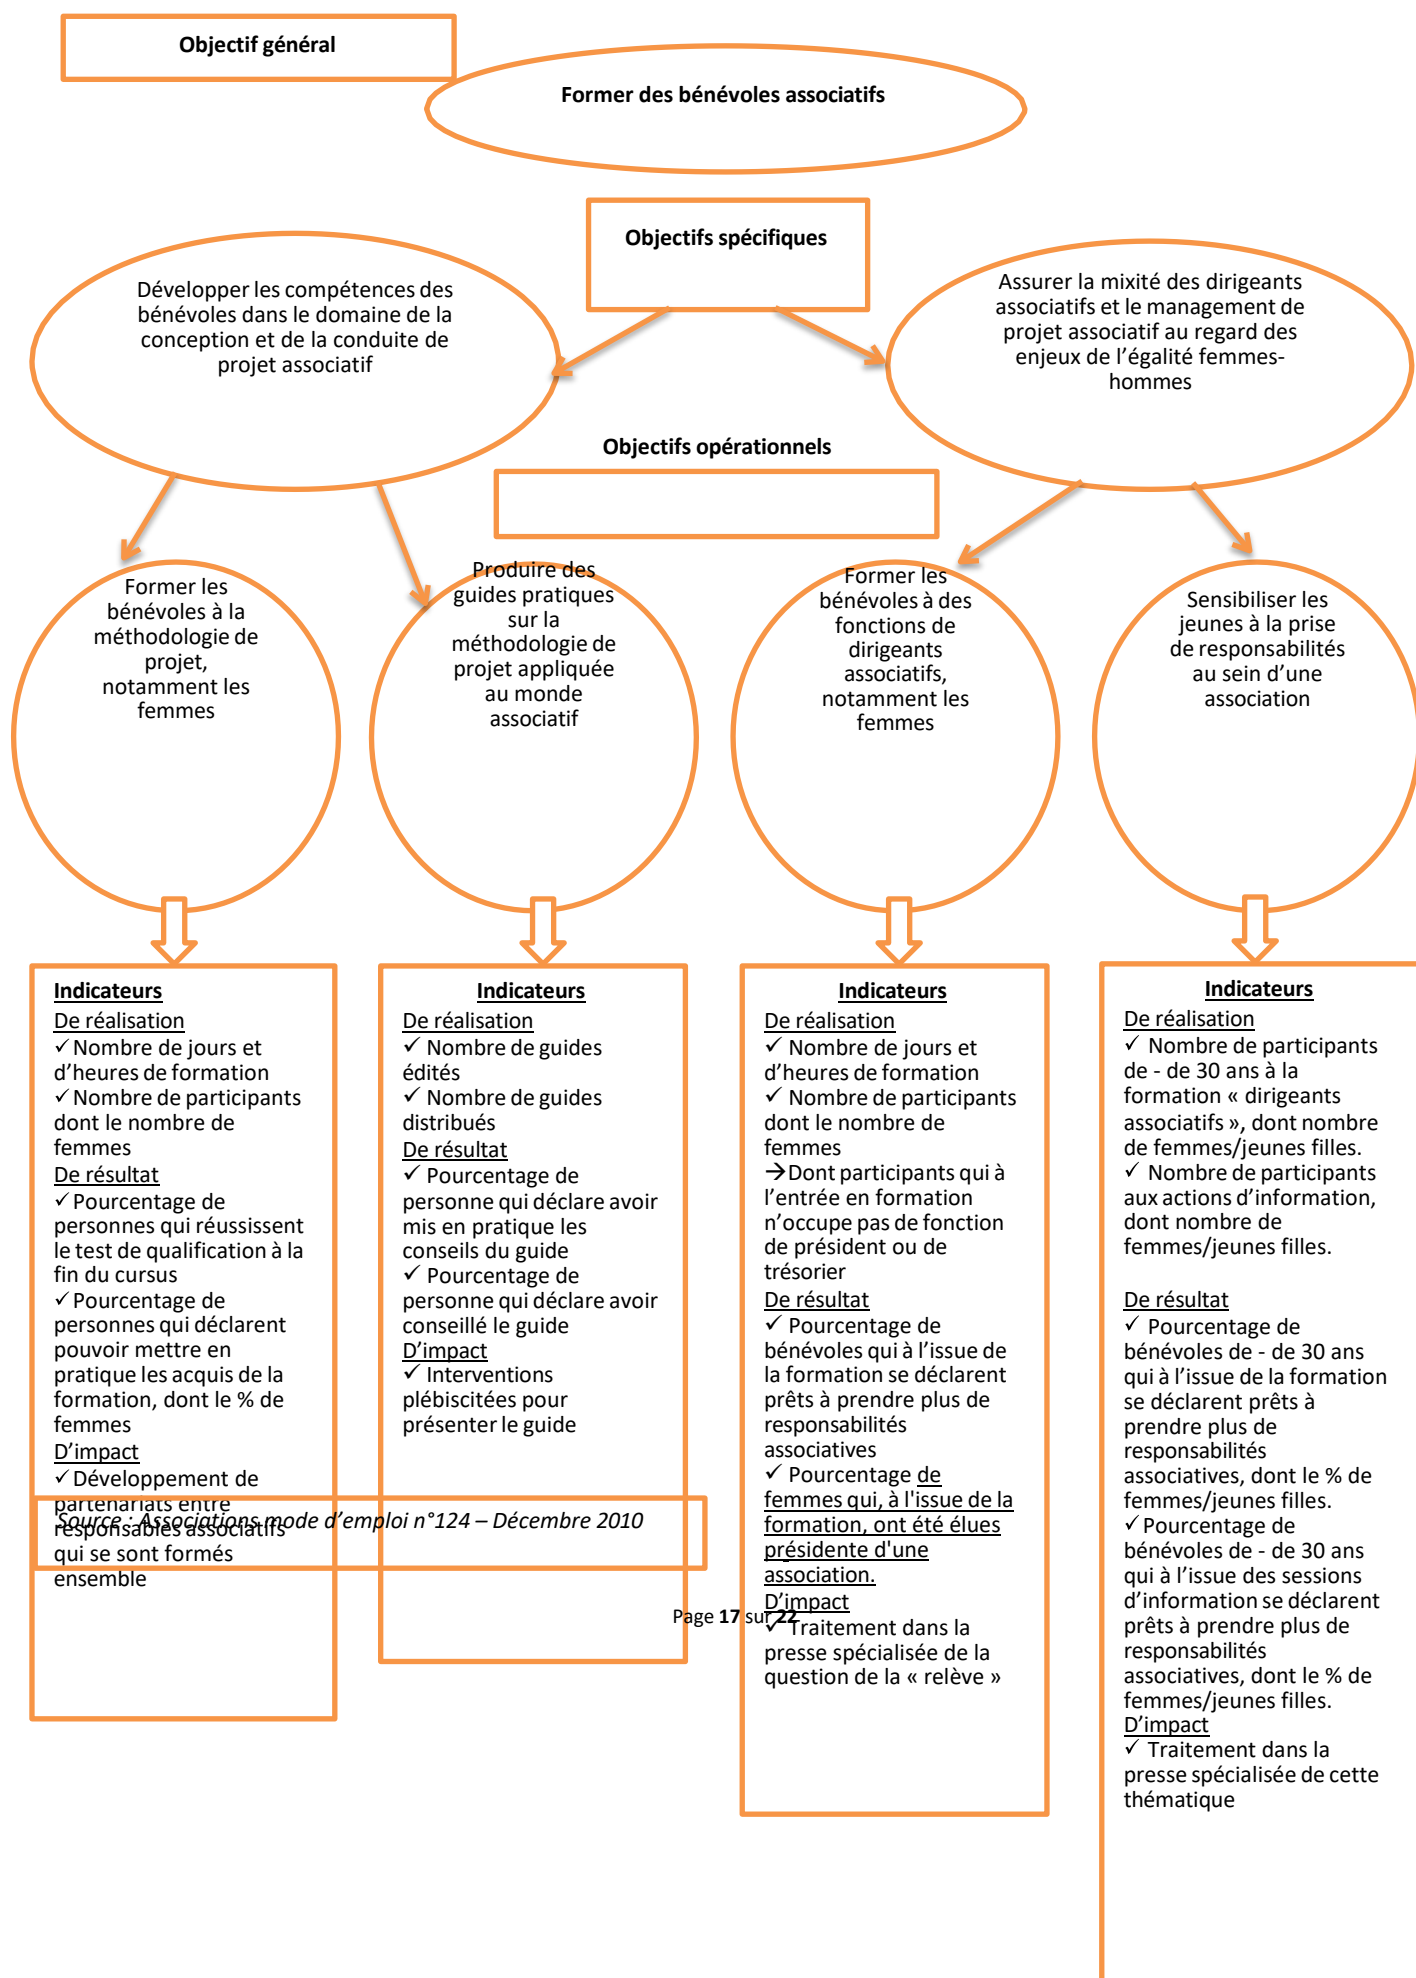 Objectif général
Former des bénévoles associatifs
Objectifs spécifiques
Développer les compétences des
bénévoles dans le domaine de la
conception et de la conduite de
projet associatif
Assurer la mixité des dirigeants
associatifs et le management de
projet associatif au regard des
enjeux de l’égalité femmes-
hommes
Objectifs opérationnels
Former les
bénévoles à la
méthodologie de
projet,
notamment les
femmes
Produire des
guides pratiques
sur la
méthodologie de
projet appliquée
au monde
associatif
Former les
bénévoles à des
fonctions de
dirigeants
associatifs,
notamment les
femmes
Sensibiliser les
jeunes à la prise
de responsabilités
au sein d’une
association
Indicateurs
De réalisation
✓Nombre de jours et
d’heures de formation
✓Nombre de participants
dont le nombre de
femmes
De résultat
✓Pourcentage de
personnes qui réussissent
le test de qualification à la
fin du cursus
✓Pourcentage de
personnes qui déclarent
pouvoir mettre en
pratique les acquis de la
formation, dont le % de
femmes
D’impact
✓Développement de
partenariats entre
responsables associatifs
qui se sont formés
ensemble
Indicateurs
De réalisation
✓ Nombre de guides
édités
✓ Nombre de guides
distribués
De résultat
✓ Pourcentage de
personne qui déclare avoir
mis en pratique les
conseils du guide
✓ Pourcentage de
personne qui déclare avoir
conseillé le guide
D’impact
✓ Interventions
plébiscitées pour
présenter le guide
Indicateurs
De réalisation
✓ Nombre de jours et
d’heures de formation
✓ Nombre de participants
dont le nombre de
femmes
→Dont participants qui à
l’entrée en formation
n’occupe pas de fonction
de président ou de
trésorier
De résultat
✓ Pourcentage de
bénévoles qui à l’issue de
la formation se déclarent
prêts à prendre plus de
responsabilités
associatives
✓ Pourcentage de
femmes qui, à l'issue de la
formation, ont été élues
présidente d'une
association.
D’impact
✓ Traitement dans la
presse spécialisée de la
question de la « relève »
Indicateurs
De réalisation
✓ Nombre de participants
de - de 30 ans à la
formation « dirigeants
associatifs », dont nombre
de femmes/jeunes filles.
✓ Nombre de participants
aux actions d’information,
dont nombre de
femmes/jeunes filles.
De résultat
✓ Pourcentage de
bénévoles de - de 30 ans
qui à l’issue de la formation
se déclarent prêts à
prendre plus de
responsabilités
associatives, dont le % de
femmes/jeunes filles.
✓Pourcentage de
bénévoles de - de 30 ans
qui à l’issue des sessions
d’information se déclarent
prêts à prendre plus de
responsabilités
associatives, dont le % de
femmes/jeunes filles.
D’impact
✓ Traitement dans la
presse spécialisée de cette
thématique
Source : Associations mode d’emploi n°124 – Décembre 2010
Page 17 sur 22